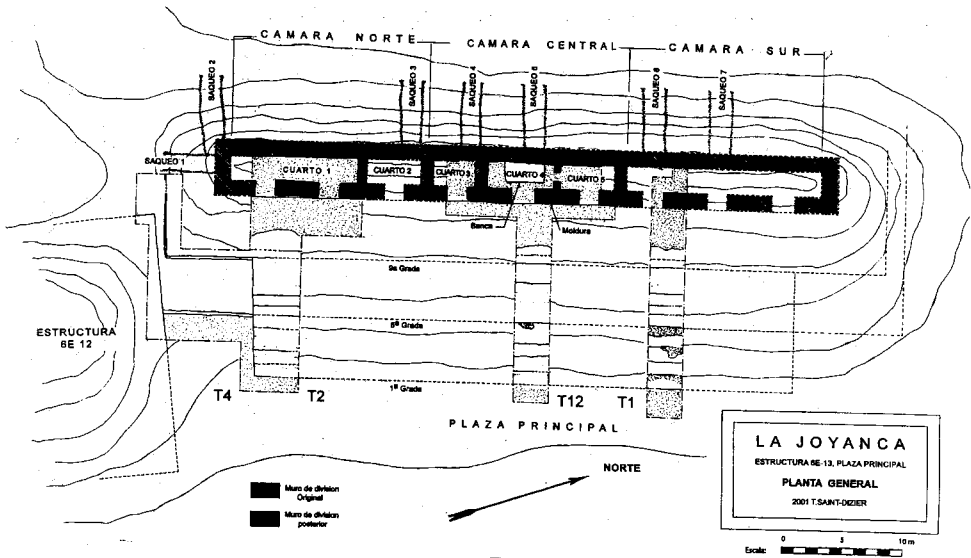 CAMARA NORTE
CAMARA CENTRAL
CAMARA SUR
SAQUEO 2
SAQUEO 3
SAQUEO 4
SAQUEO 5
SAQUEO 6
SAQUEO 7
SAQUEO 1
CUARTO 1
CUARTO 2
CUARTO 3
CUARTO 4
CUARTO 5
Banca
Moldura
9a Grada
ESTRUCTURA
6E 12
1ª Grada
T4
T2
T12
T1
PLAZA PRINCIPAL
NORTE
Muro de division
Original
Muro de division
posterior
LA JOYANCA
ESTRUCTURA 6E-13, PLAZA PRINCIPAL
PLANTA GENERAL
2001 T.SAINT-DIZIER
Escala:
0
5
10 m